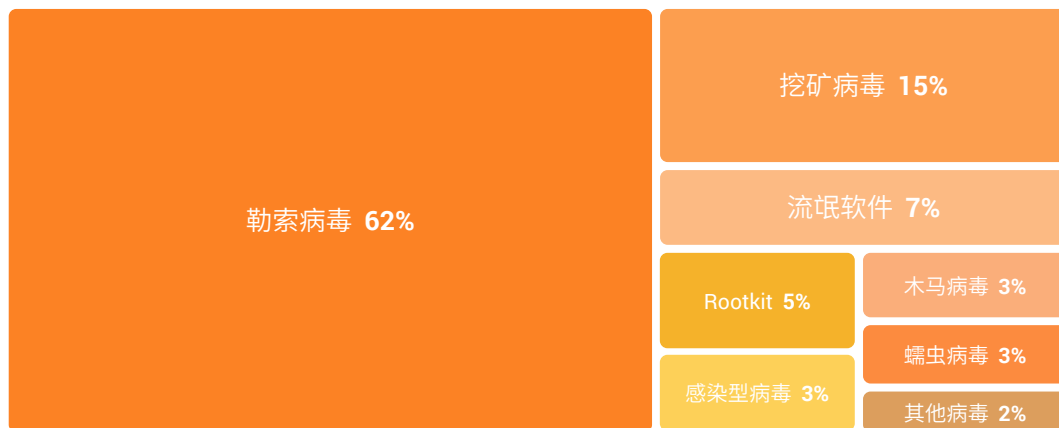 勒索病毒 62%
挖矿病毒 15%
流氓软件 7%
Rootkit 5%
木马病毒 3%
蠕虫病毒 3%
感染型病毒 3%
其他病毒 2%